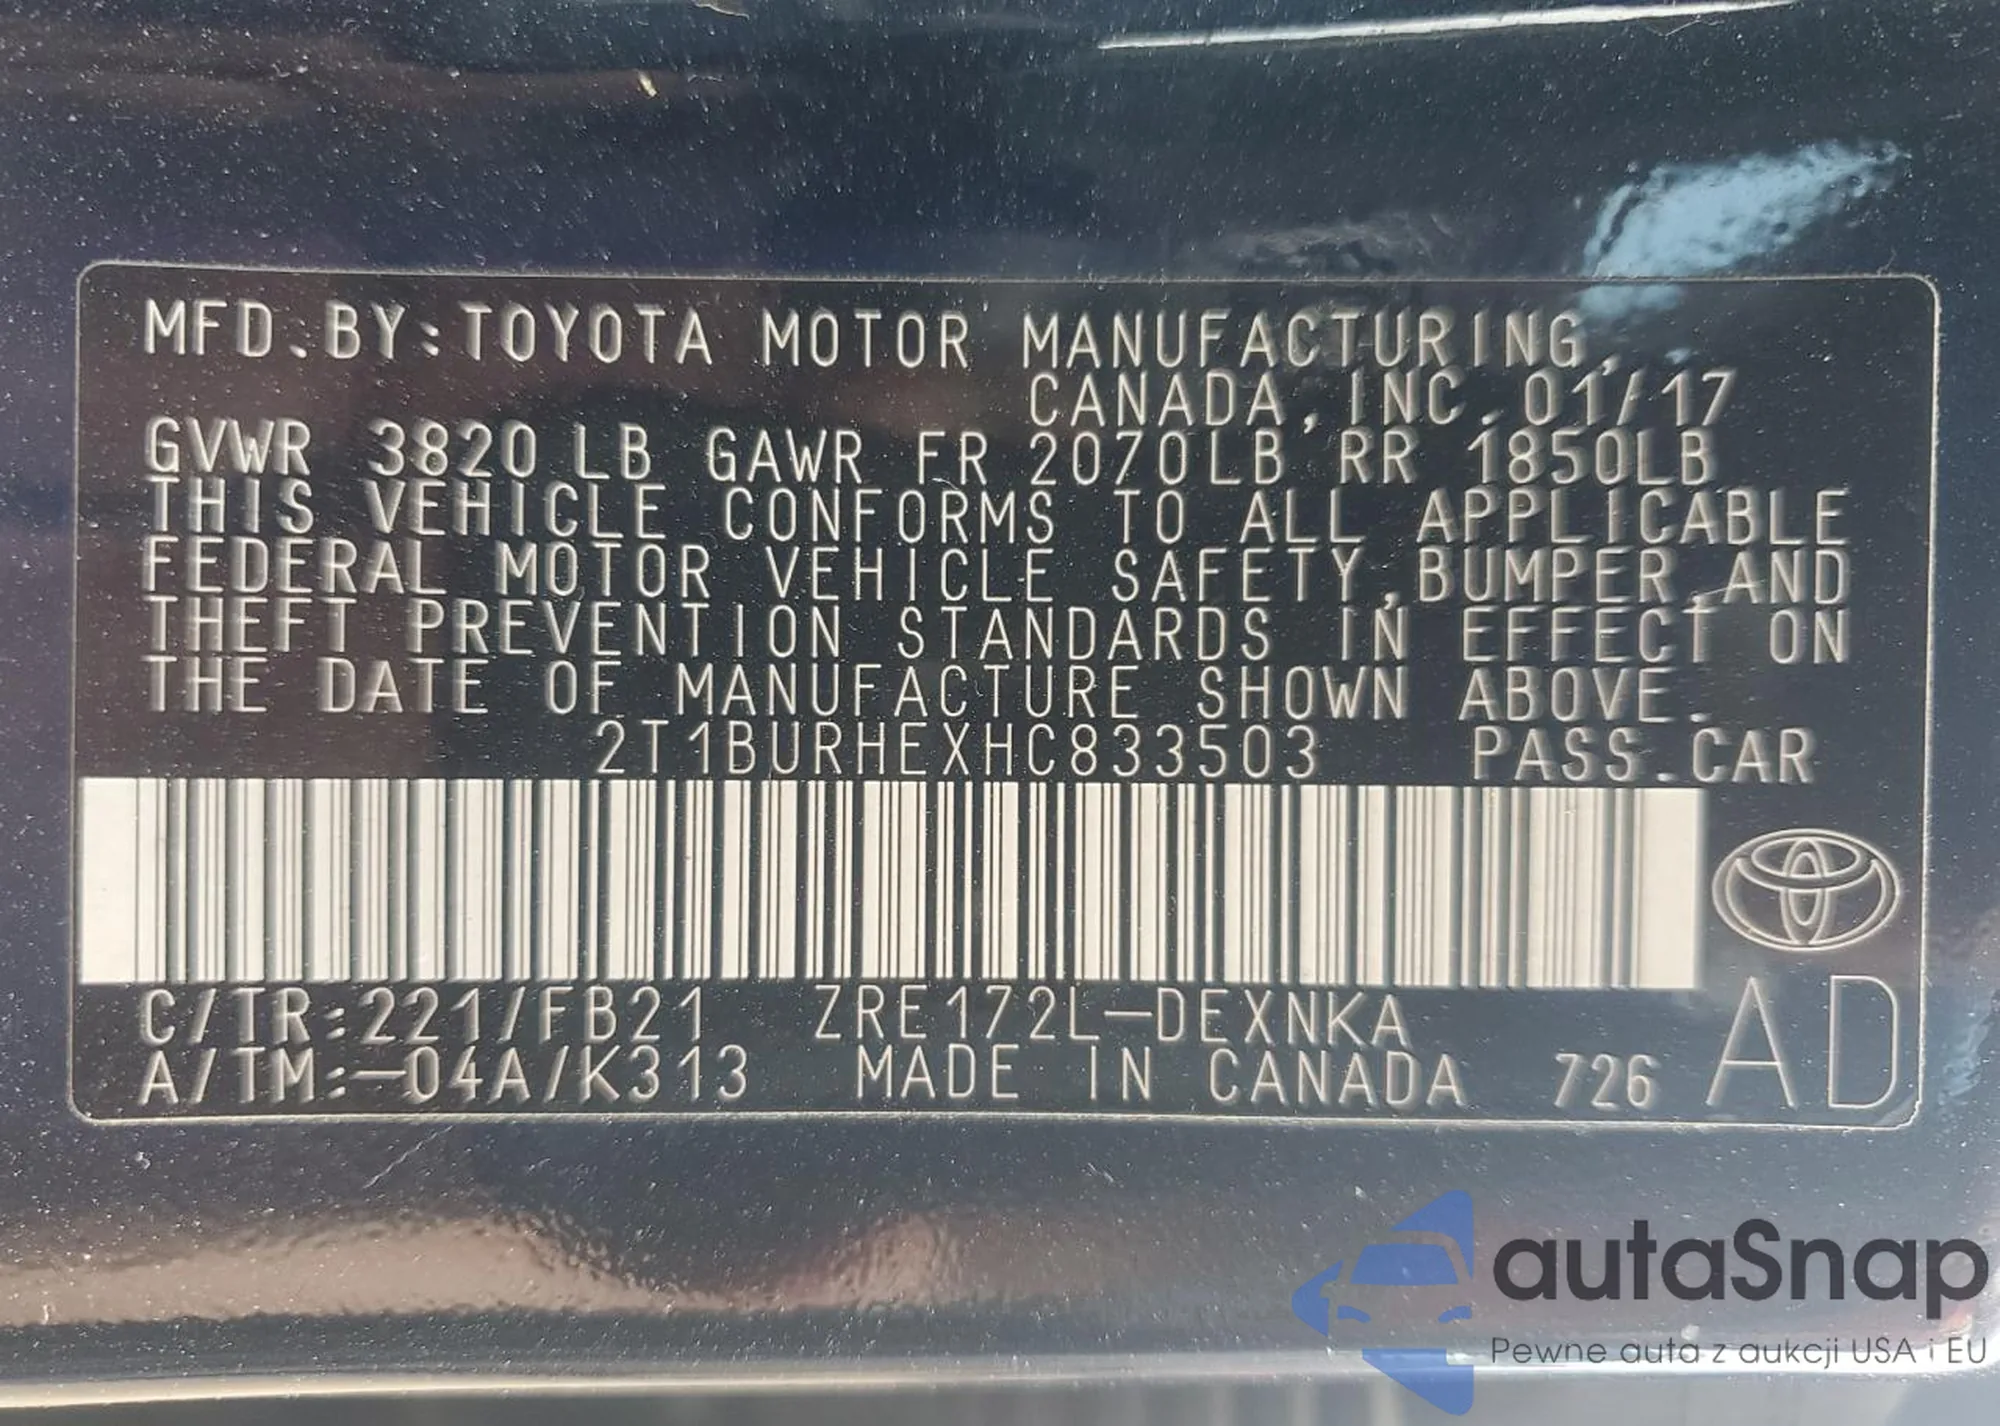 MFD.BY:TOYOTA MOTOR MANUFACTURING,
CANADA,INC.01/17
GVWR 3820LB GAWR FR 2070LB RR 1850LB
THIS VEHICLE CONFORMS TO ALL APPLICABLE
FEDERAL MOTOR VEHICLE SAFETY,BUMPER,AND
THEFT PREVENTION STANDARDS IN EFFECT ON
THE DATE OF MANUFACTURE SHOWN ABOVE.
2T1BURHEXHC833503 PASS.CAR
C/TR:221/FB21 ZRE172L-DEXNKA
A/TM:-04A/K313 MADE IN CANADA 726 AD
autaSnap
Pewne auta z aukcji USA i EU